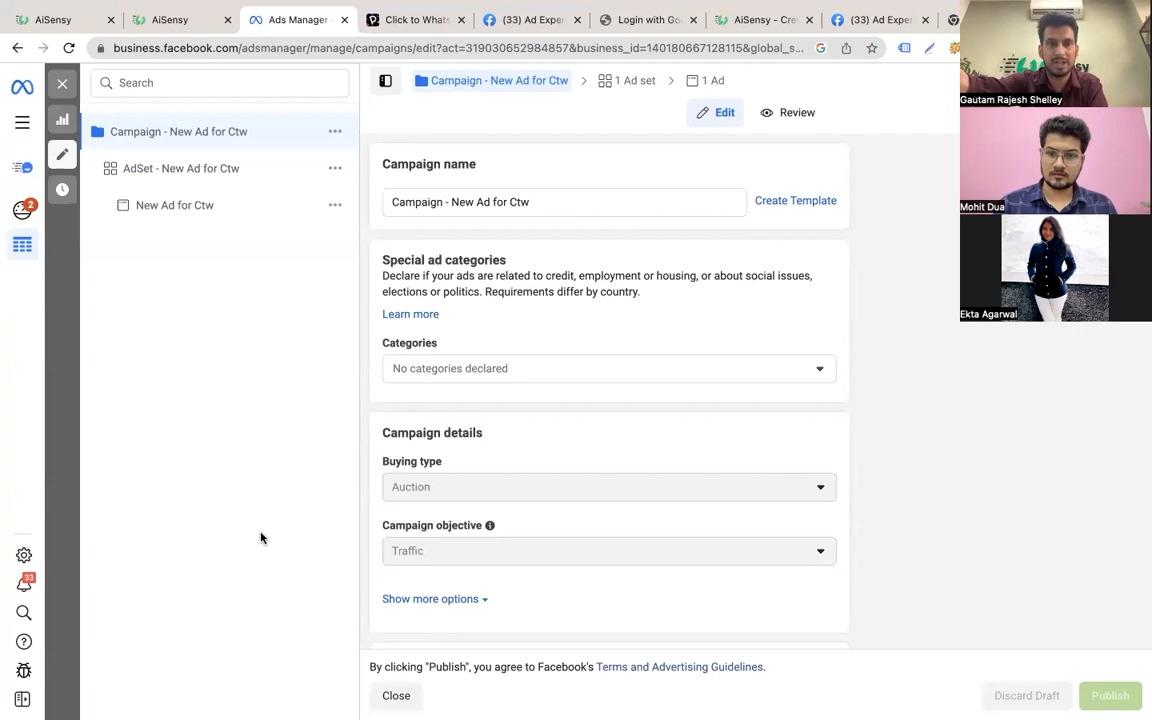 AiSensy
AiSensy
Ads Manager -
Click to Whats
(33) Ad Exper
Login with Go
AiSensy - Cre
(33) Ad Exper
business.facebook.com/adsmanager/manage/campaigns/edit?act=319030652984857&business_id=140180667128115&global_s...
Gautam Rajesh Shelley
Mohit Dua
Ekta Agarwal
2
33
Search
Campaign - New Ad for Ctw
AdSet - New Ad for Ctw
New Ad for Ctw
Campaign - New Ad for Ctw
1 Ad set
1 Ad
Edit
Review
Campaign name
Campaign - New Ad for Ctw
Create Template
Special ad categories
Declare if your ads are related to credit, employment or housing, or about social issues,
elections or politics. Requirements differ by country.
Learn more
Categories
No categories declared
Campaign details
Buying type
Auction
Campaign objective
Traffic
Show more options
By clicking "Publish", you agree to Facebook's Terms and Advertising Guidelines.
Close
Discard Draft
Publish